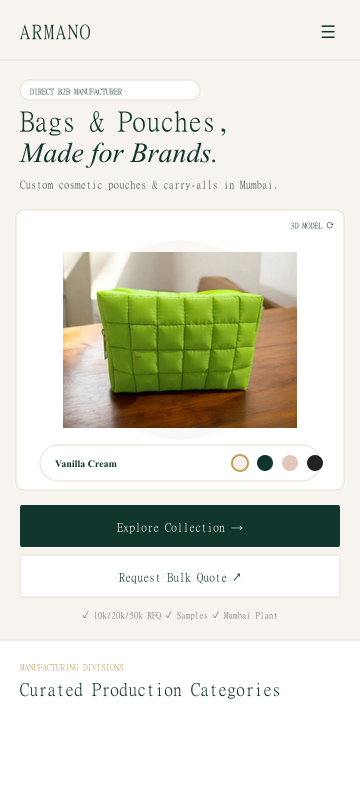 ARMANO ☰
DIRECT B2B MANUFACTURER
Bags & Pouches,
Made for Brands.
Custom cosmetic pouches & carry-alls in Mumbai.
3D MODEL ⟳
Vanilla Cream
Explore Collection →
Request Bulk Quote ↗
✓ 10k/20k/50k RFQ ✓ Samples ✓ Mumbai Plant
MANUFACTURING DIVISIONS
Curated Production Categories